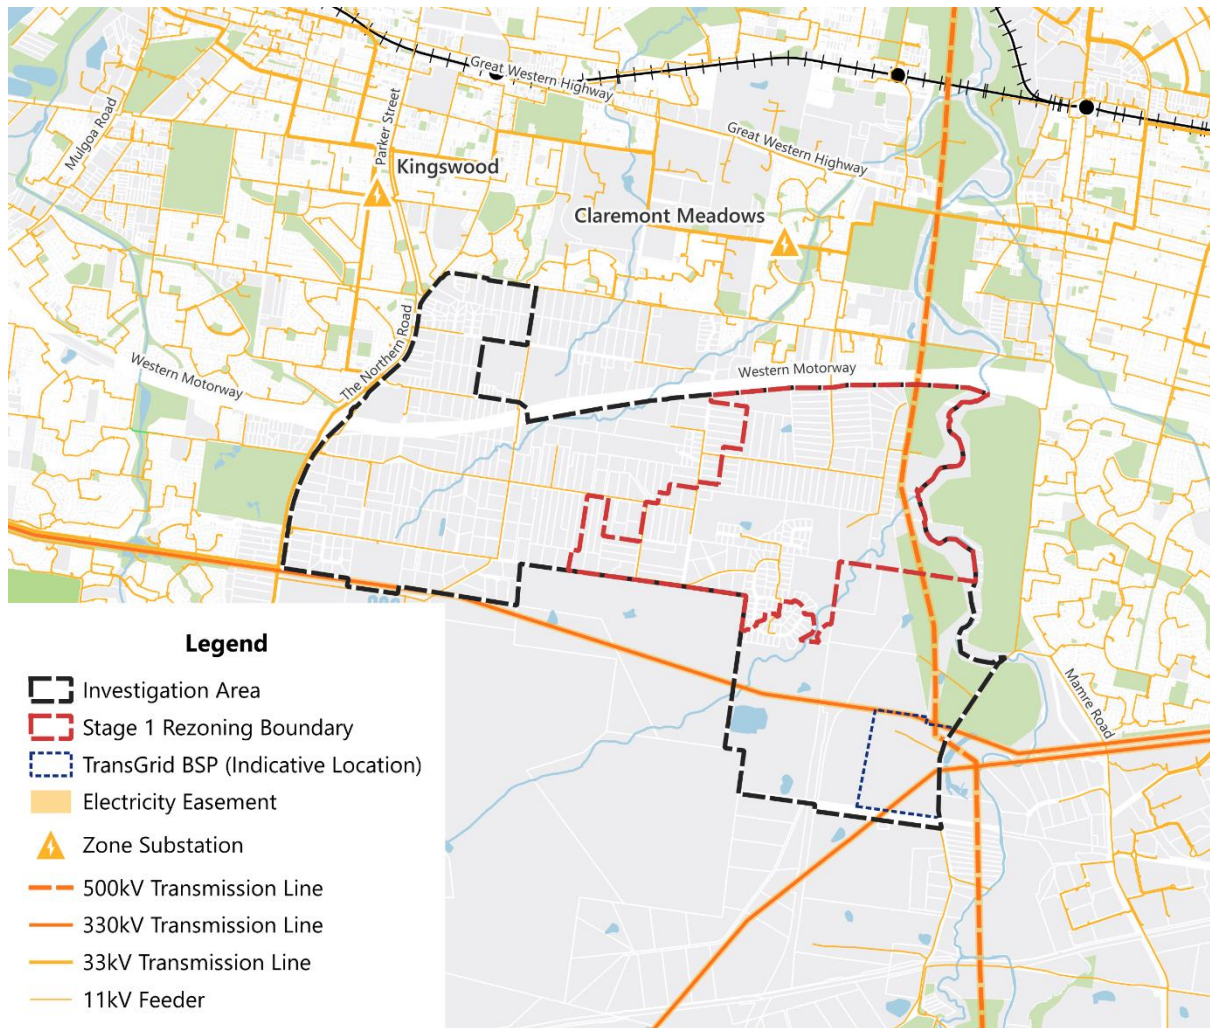 Great Western Highway
Mulgoa Road
Parker Street
Great Western Highway
Kingswood
Claremont Meadows
The Northern Road
Western Motorway
Western Motorway
Mamre Road
Legend
Investigation Area
Stage 1 Rezoning Boundary
TransGrid BSP (Indicative Location)
Electricity Easement
Zone Substation
500kV Transmission Line
330kV Transmission Line
33kV Transmission Line
11kV Feeder